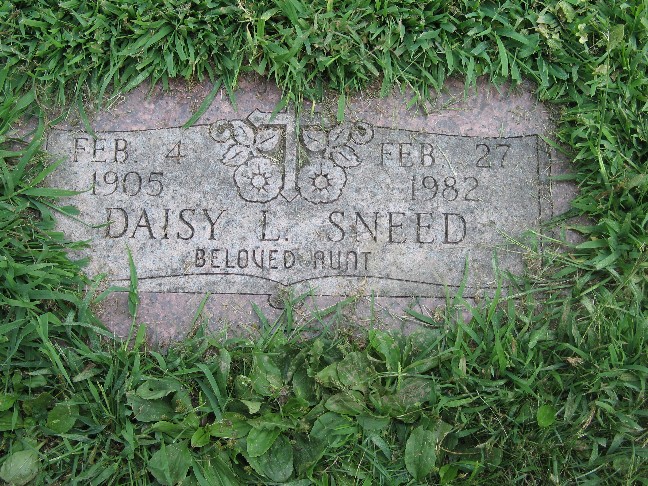 FEB 4 FEB 27
1905 1982
DAISY L. SNEED
BELOVED AUNT